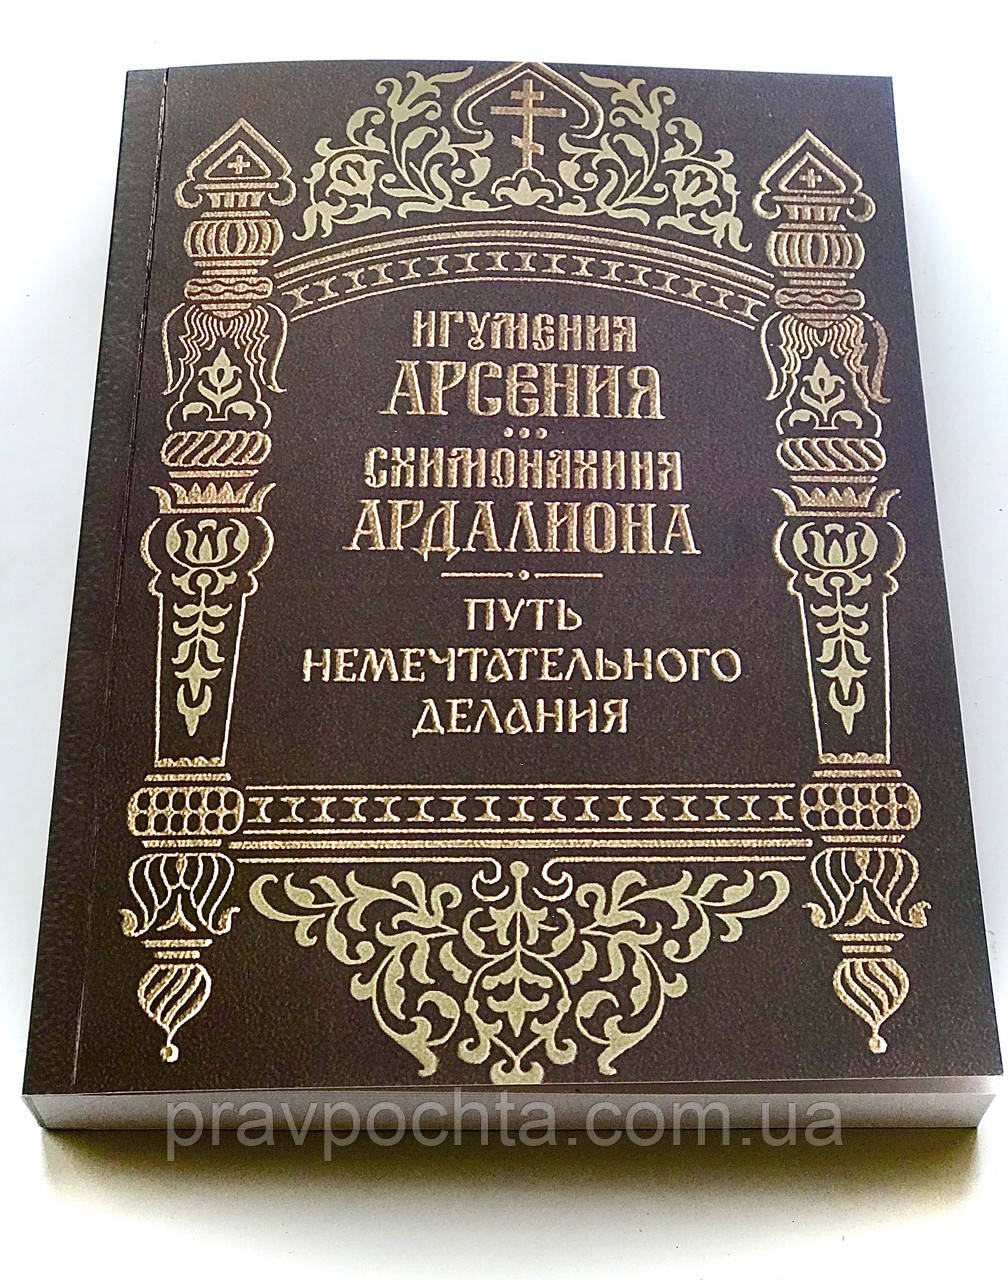 ИГУМЕНИЯ
АРСЕНИЯ
...
СХИМОНАХИНЯ
АРДАЛИОНА
ПУТЬ
НЕМЕЧТАТЕЛЬНОГО
ДЕЛАНИЯ
pravpochta.com.ua